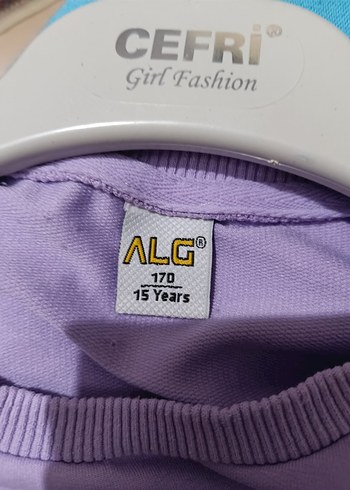 CEFRİ®
Girl Fashion
ALG®
170
15 Years